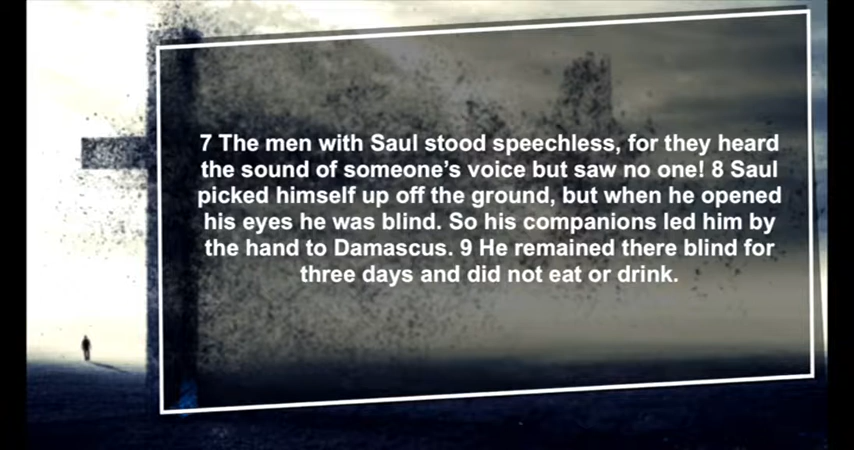 7 The men with Saul stood speechless, for they heard
the sound of someone's voice but saw no one! 8 Saul
picked himself up off the ground, but when he opened
his eyes he was blind. So his companions led him by
the hand to Damascus. 9 He remained there blind for
three days and did not eat or drink.